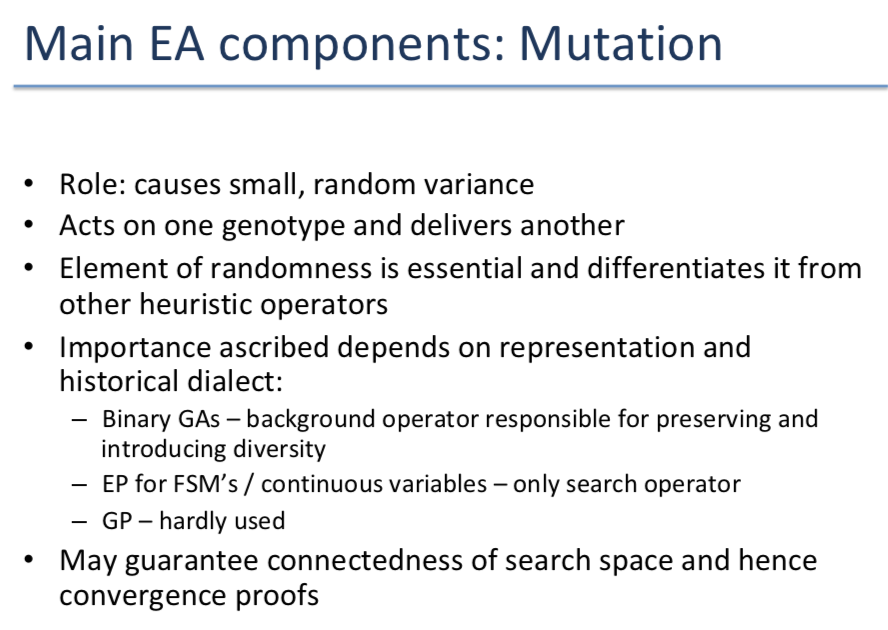 Main EA components: Mutation
• Role: causes small, random variance
• Acts on one genotype and delivers another
• Element of randomness is essential and differentiates it from
other heuristic operators
• Importance ascribed depends on representation and
historical dialect:
– Binary GAs – background operator responsible for preserving and
introducing diversity
– EP for FSM’s / continuous variables – only search operator
– GP – hardly used
• May guarantee connectedness of search space and hence
convergence proofs